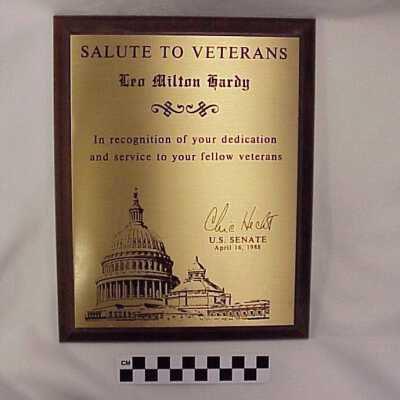 SALUTE TO VETERANS
Leo Milton Hardy
In recognition of your dedication
and service to your fellow veterans
Chic Hecht
U.S. SENATE
April 16, 1988
CM